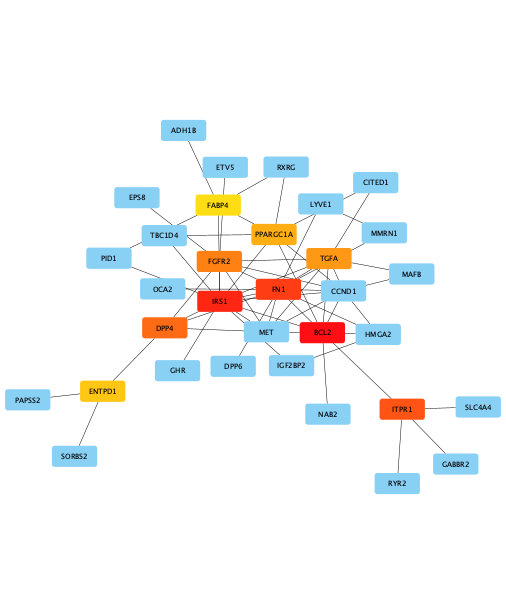 ADH1B
ETV5
RXRG
CITED1
EPS8
FABP4
LYVE1
TBC1D4
PPARGC1A
MMRN1
PID1
FGFR2
TGFA
MAFB
OCA2
FN1
CCND1
IRS1
DPP4
MET
BCL2
HMGA2
GHR
DPP6
IGF2BP2
ENTPD1
PAPSS2
NAB2
ITPR1
SLC4A4
SORBS2
GABBR2
RYR2